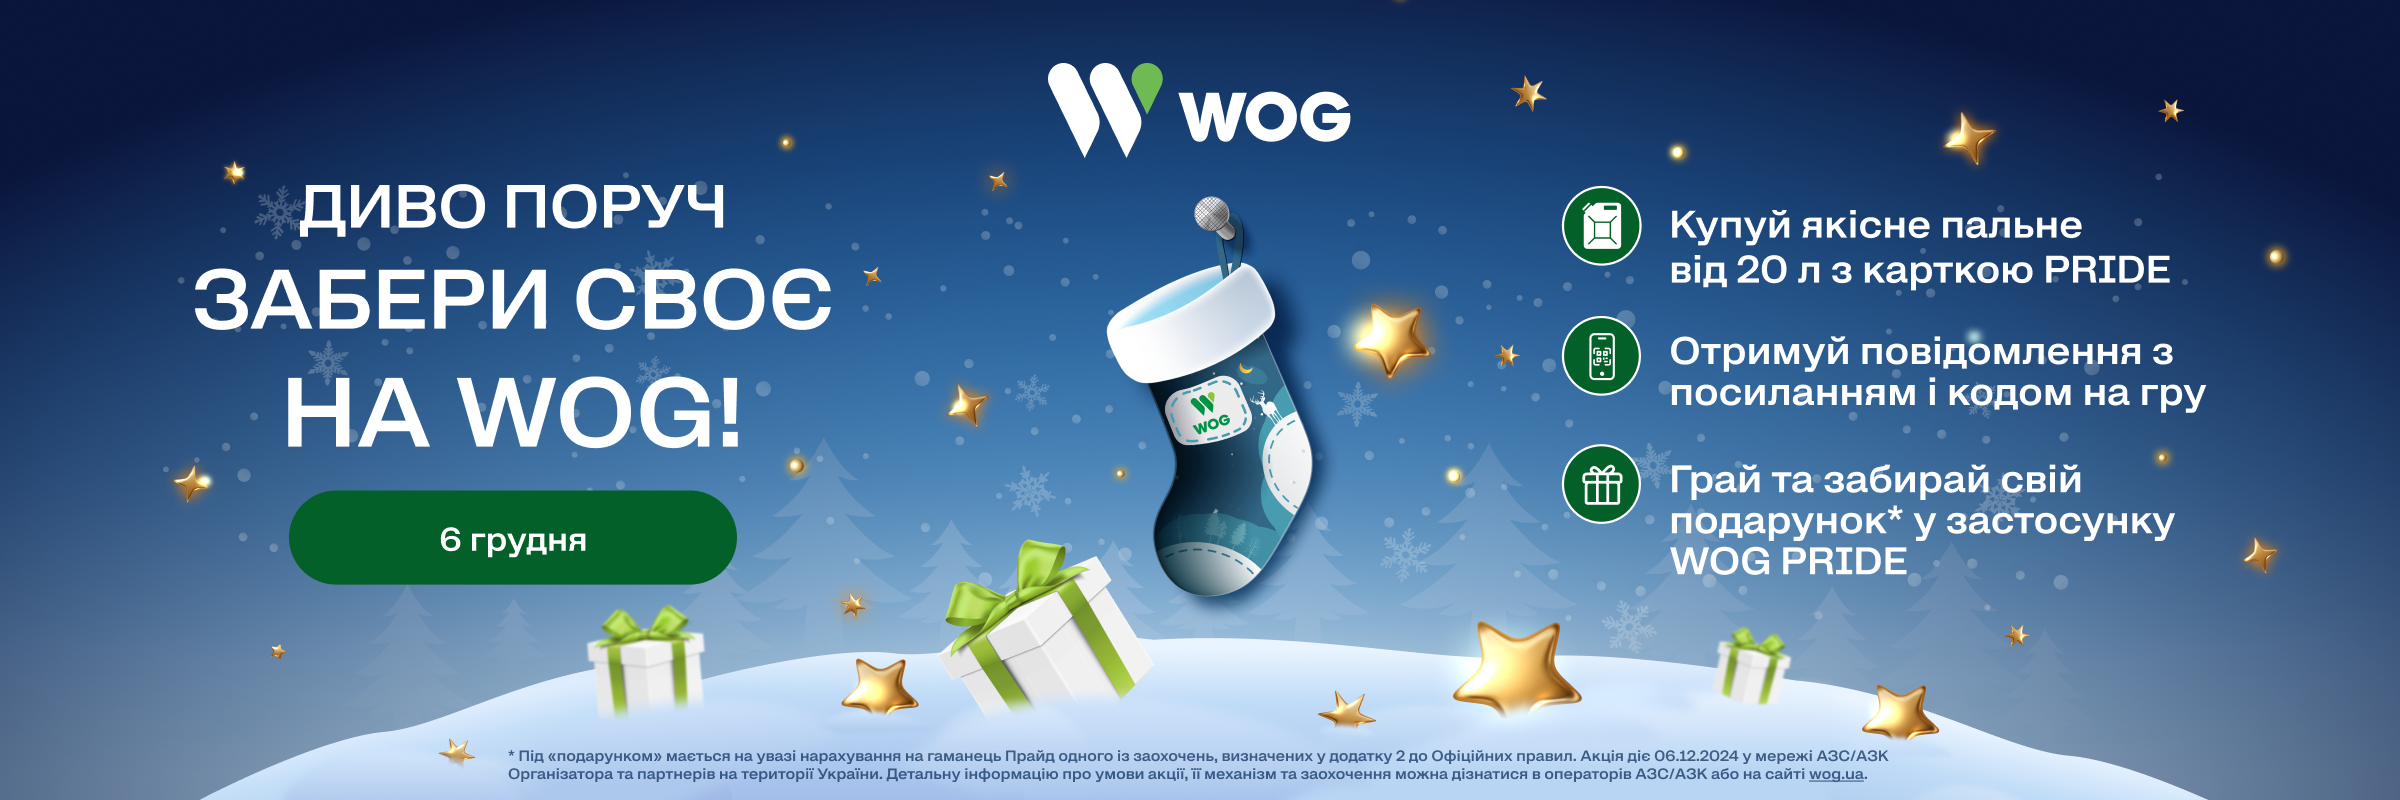 WOG
ДИВО ПОРУЧ
ЗАБЕРИ СВОЄ
НА WOG!
6 грудня
WOG
Купуй якісне пальне
від 20 л з карткою PRIDE
Отримуй повідомлення з
посиланням і кодом на гру
Грай та забирай свій
подарунок* у застосунку
WOG PRIDE
* Під «подарунком» мається на увазі нарахування на гаманець Прайд одного із заохочень, визначених у додатку 2 до Офіційних правил. Акція діє 06.12.2024 у мережі АЗС/АЗК
Організатора та партнерів на території України. Детальну інформацію про умови акції, її механізм та заохочення можна дізнатися в операторів АЗС/АЗК або на сайті wog.ua.